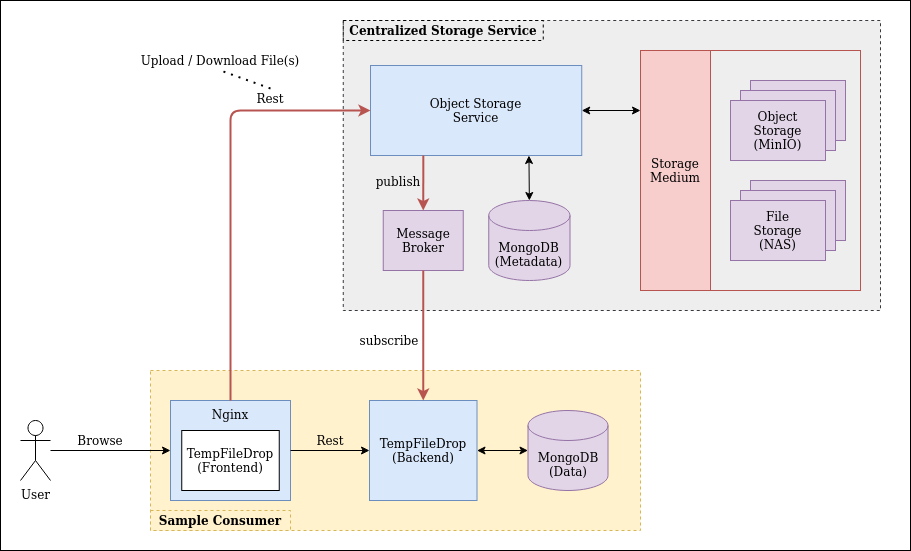 Centralized Storage Service
Upload / Download File(s)
Rest
Object Storage
Service
Storage
Medium
Object
Storage
(MinIO)
File
Storage
(NAS)
publish
Message
Broker
MongoDB
(Metadata)
subscribe
User
Browse
Nginx
TempFileDrop
(Frontend)
Rest
TempFileDrop
(Backend)
MongoDB
(Data)
Sample Consumer